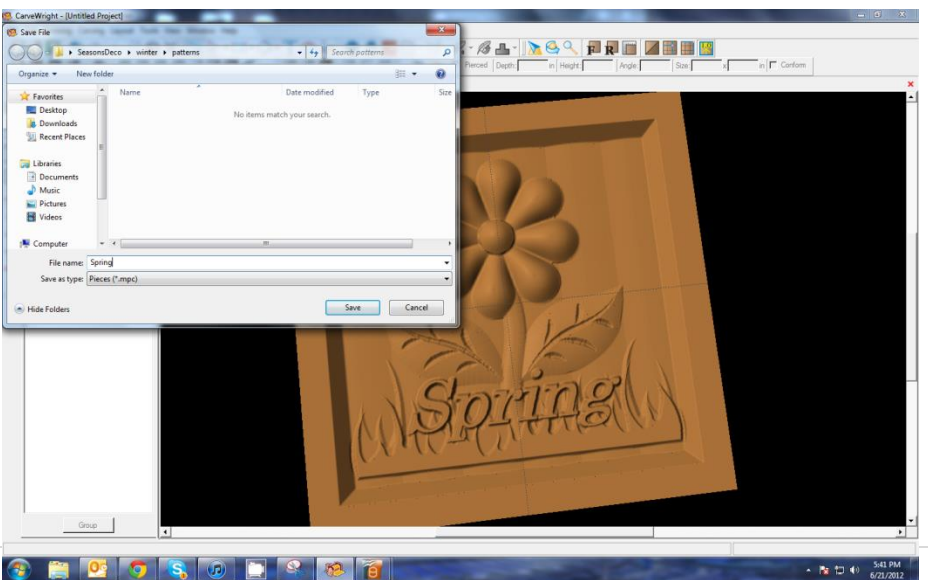 CarveWright - [Untitled Project]
Save File
SeasonsDeco winter patterns
Search patterns
Organize New folder
Pierced Depth: in Height: Angle: Size: x in Conform
Name Date modified Type Size
No items match your search.
Favorites
Desktop
Downloads
Recent Places
Libraries
Documents
Music
Pictures
Videos
Computer
File name: Spring
Save as type: Pieces (*.mpc)
Hide Folders
Save Cancel
Spring
Group
5:41 PM
6/21/2012